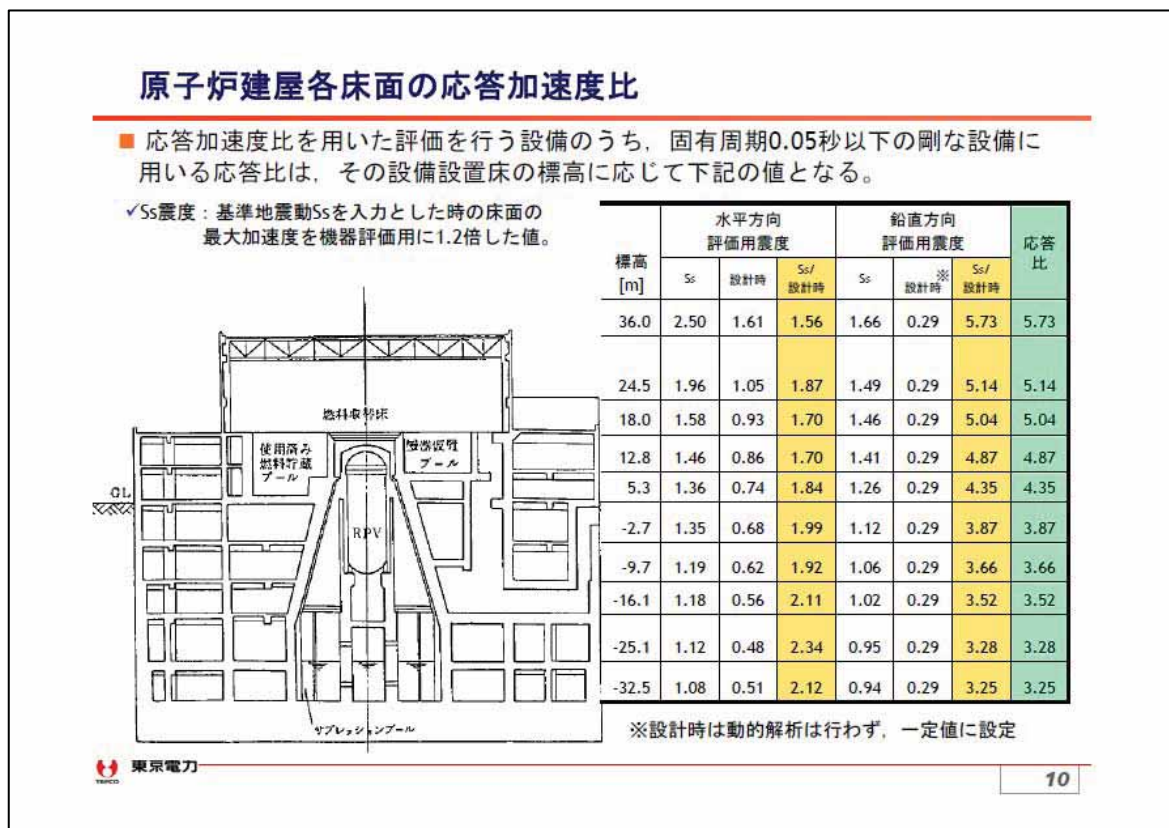 原子炉建屋各床面の応答加速度比
■ 応答加速度比を用いた評価を行う設備のうち，固有周期0.05秒以下の剛な設備に
用いる応答比は，その設備設置床の標高に応じて下記の値となる。
✓Ss震度：基準地震動Ssを入力とした時の床面の
最大加速度を機器評価用に1.2倍した値。
標高
[m]
水平方向
評価用震度
鉛直方向
評価用震度
応答
比
Ss 設計時 Ss/設計時 Ss 設計時※ Ss/設計時
36.0 2.50 1.61 1.56 1.66 0.29 5.73 5.73
24.5 1.96 1.05 1.87 1.49 0.29 5.14 5.14
18.0 1.58 0.93 1.70 1.46 0.29 5.04 5.04
12.8 1.46 0.86 1.70 1.41 0.29 4.87 4.87
5.3 1.36 0.74 1.84 1.26 0.29 4.35 4.35
-2.7 1.35 0.68 1.99 1.12 0.29 3.87 3.87
-9.7 1.19 0.62 1.92 1.06 0.29 3.66 3.66
-16.1 1.18 0.56 2.11 1.02 0.29 3.52 3.52
-25.1 1.12 0.48 2.34 0.95 0.29 3.28 3.28
-32.5 1.08 0.51 2.12 0.94 0.29 3.25 3.25
燃料取替床
使用済み
燃料貯蔵
プール
機器仮置
プール
GL
RPV
サプレッションプール
※設計時は動的解析は行わず，一定値に設定
TEPCO
東京電力
10